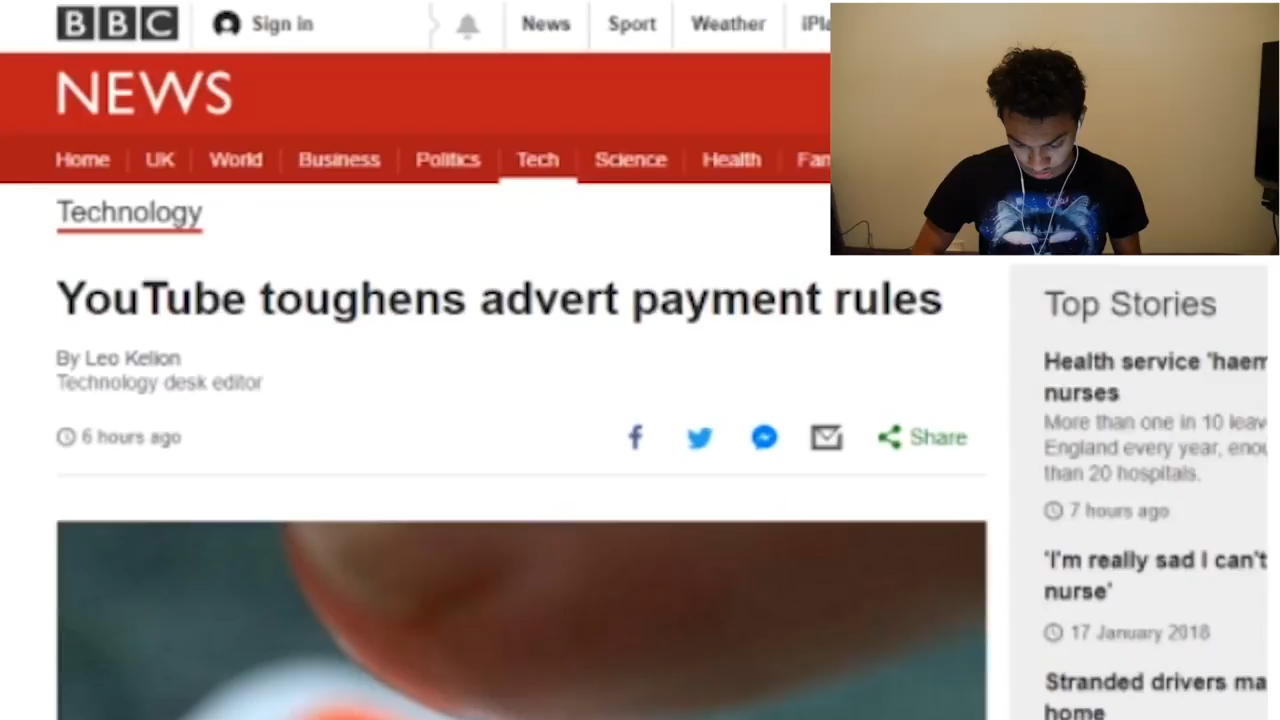 BBC Sign in News Sport Weather
NEWS
Home UK World Business Politics Tech Science Health
Technology
YouTube toughens advert payment rules
By Leo Kelion
Technology desk editor
6 hours ago
Share
Top Stories
Health service
nurses
More than one in 10
England every year,
than 20 hospitals.
7 hours ago
'I'm really sad I can't
nurse'
17 January 2018
Stranded drivers
home